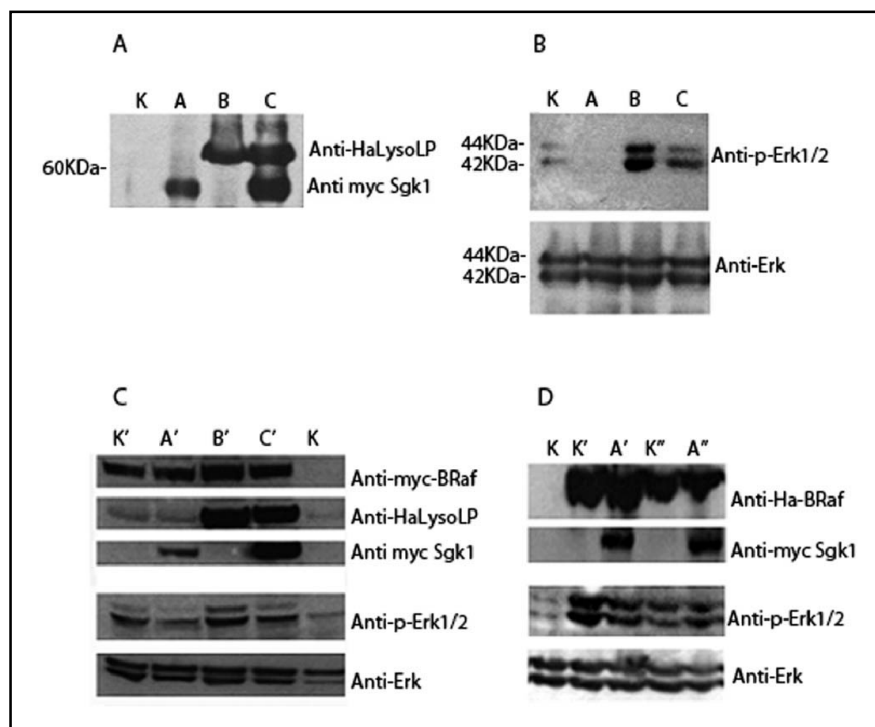 A
K A B C
60KDa-
Anti-HaLysoLP
Anti myc Sgk1
B
K A B C
44KDa-
42KDa-
Anti-p-Erk1/2
44KDa-
42KDa-
Anti-Erk
C
K' A' B' C' K
Anti-myc-BRaf
Anti-HaLysoLP
Anti myc Sgk1
Anti-p-Erk1/2
Anti-Erk
D
K K' A' K" A"
Anti-Ha-BRaf
Anti-myc Sgk1
Anti-p-Erk1/2
Anti-Erk